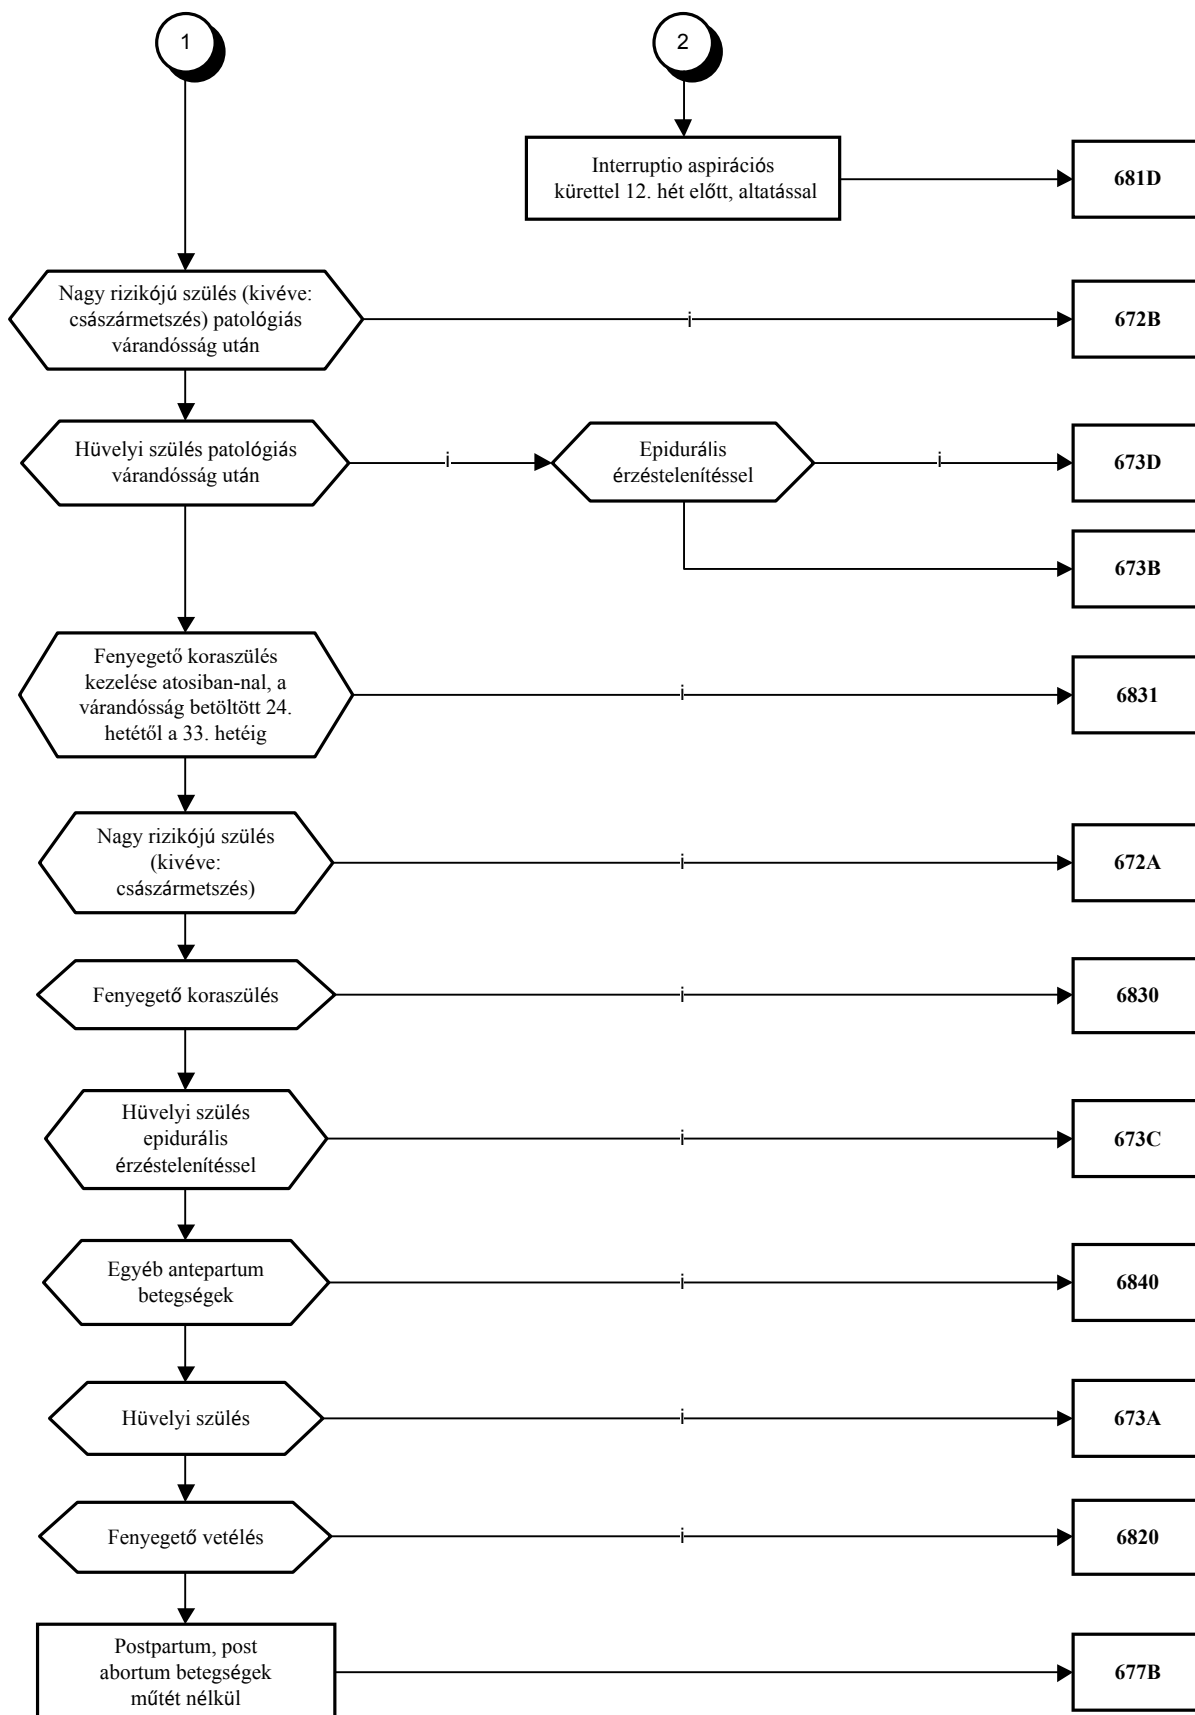 1
2
Interruptio aspirációs
kürettel 12. hét előtt, altatással
681D
Nagy rizikójú szülés (kivéve:
császármetszés) patológiás
várandósság után
i
672B
Hüvelyi szülés patológiás
várandósság után
i
Epidurális
érzéstelenítéssel
i
673D
673B
Fenyegető koraszülés
kezelése atosiban-nal, a
várandósság betöltött 24.
hetétől a 33. hetéig
i
6831
Nagy rizikójú szülés
(kivéve:
császármetszés)
i
672A
Fenyegető koraszülés
i
6830
Hüvelyi szülés
epidurális
érzéstelenítéssel
i
673C
Egyéb antepartum
betegségek
i
6840
Hüvelyi szülés
i
673A
Fenyegető vetélés
i
6820
Postpartum, post
abortum betegségek
műtét nélkül
677B